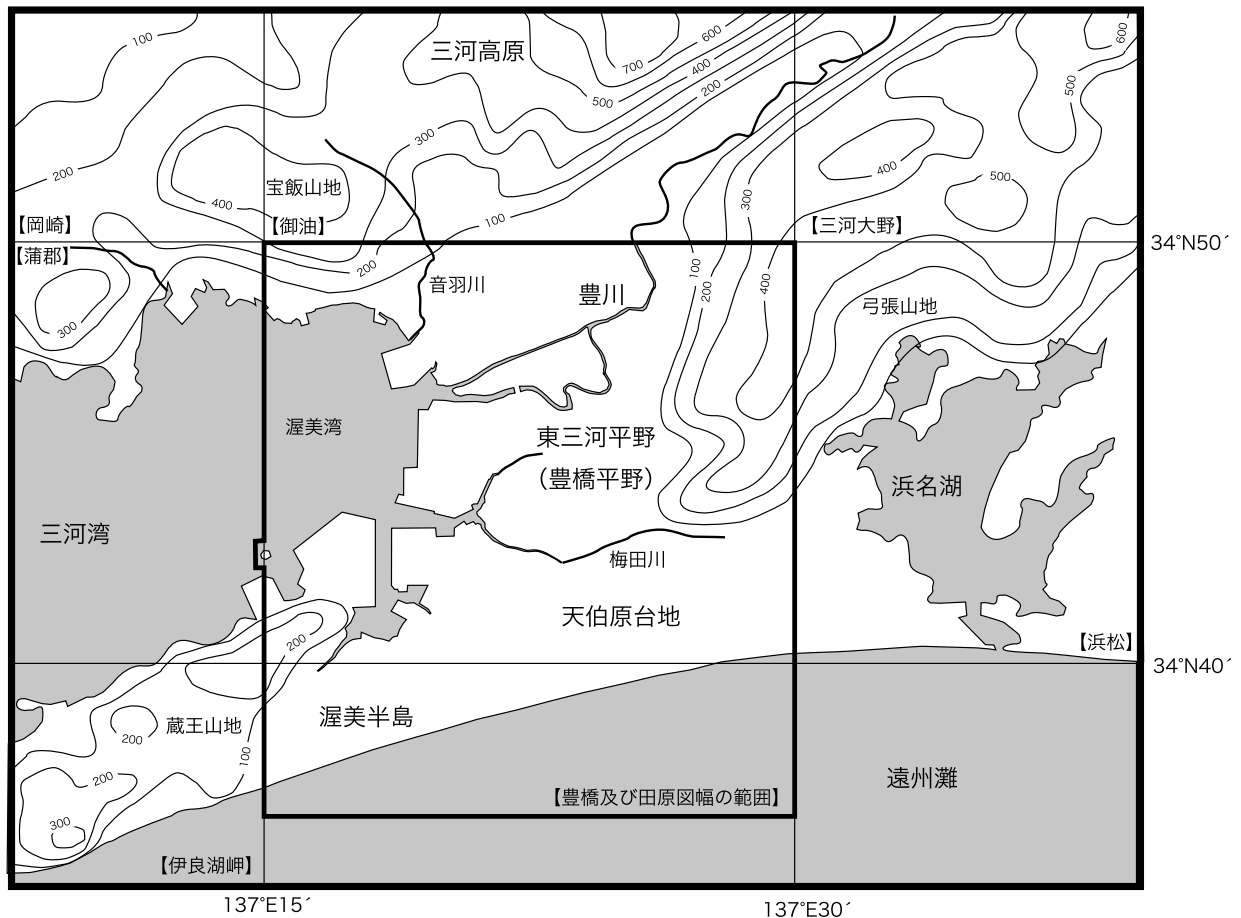 100
三河高原
600
600
700
400
500
200
500
300
400
200
宝飯山地
500
400
300
100
【岡崎】
【御油】
【三河大野】
34°N50´
【蒲郡】
200
100
音羽川
200
400
豊川
弓張山地
300
渥美湾
東三河平野
（豊橋平野）
浜名湖
三河湾
梅田川
天伯原台地
200
【浜松】
34°N40´
渥美半島
蔵王山地
200
100
200
遠州灘
【豊橋及び田原図幅の範囲】
300
【伊良湖岬】
137°E15´
137°E30´